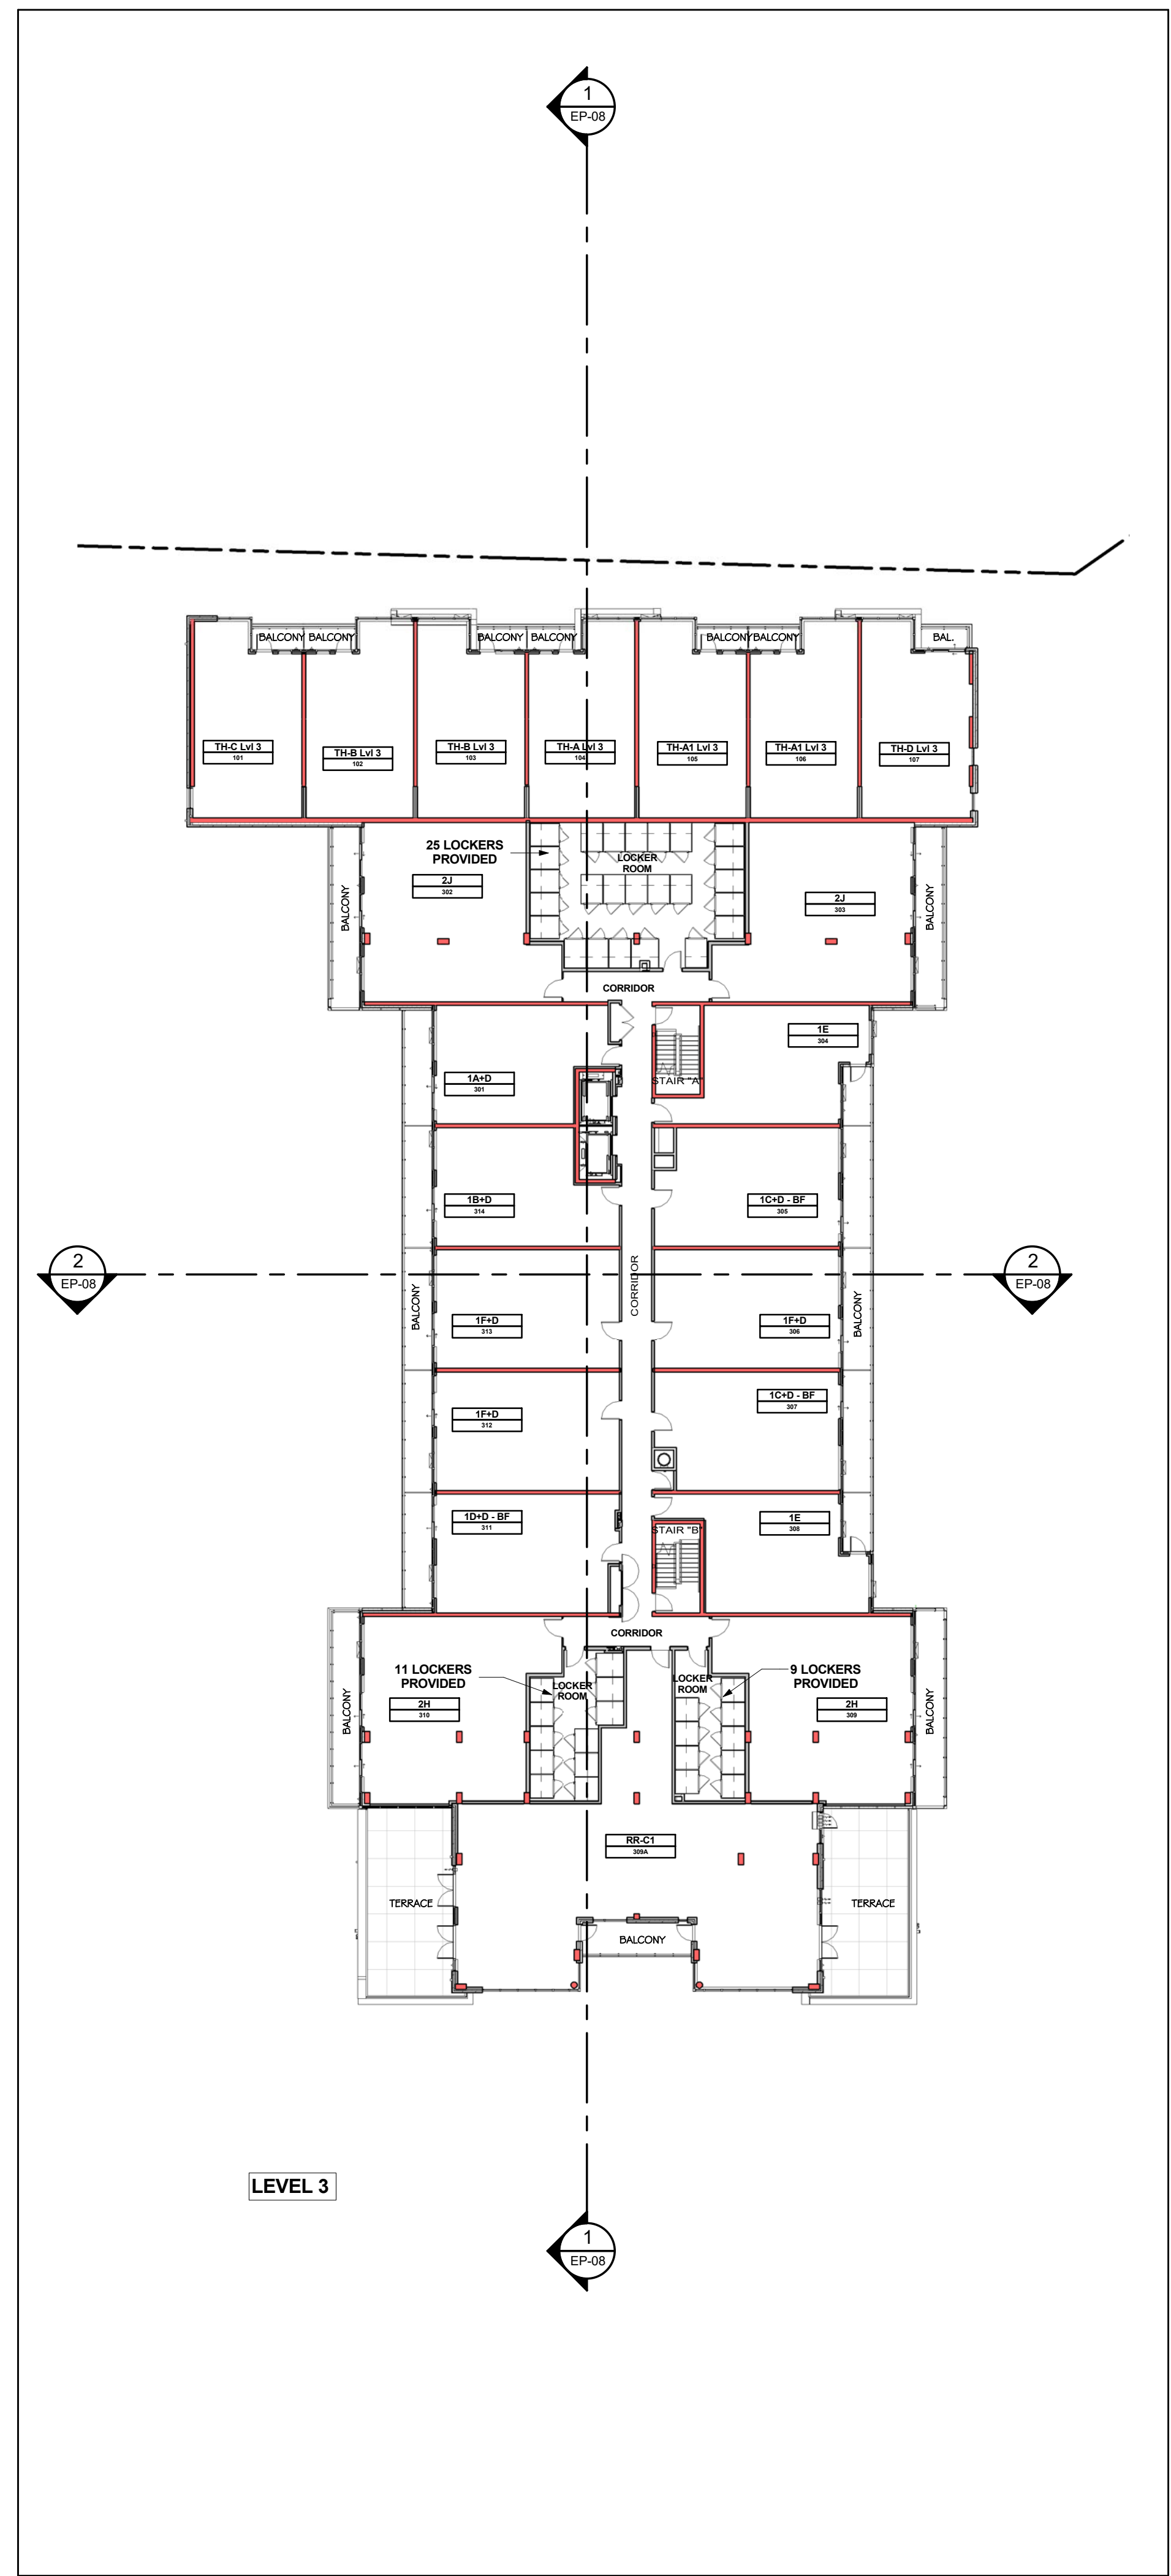 1
EP-08
BALCONY BALCONY
BALCONY BALCONY
BALCONY BALCONY
BAL.
TH-C Lvl 3
101
TH-B Lvl 3
102
TH-B Lvl 3
103
TH-A Lvl 3
104
TH-A1 Lvl 3
105
TH-A1 Lvl 3
106
TH-D Lvl 3
107
25 LOCKERS
PROVIDED
LOCKER
ROOM
2J
302
2J
303
BALCONY
BALCONY
CORRIDOR
1E
304
1A+D
301
STAIR "A"
1B+D
314
1C+D - BF
305
2
EP-08
2
EP-08
CORRIDOR
BALCONY
BALCONY
1F+D
313
1F+D
306
1C+D - BF
307
1F+D
312
1D+D - BF
311
1E
308
STAIR "B"
CORRIDOR
11 LOCKERS
PROVIDED
LOCKER
ROOM
LOCKER
ROOM
9 LOCKERS
PROVIDED
2H
310
2H
309
BALCONY
BALCONY
RR-C1
309A
TERRACE
TERRACE
BALCONY
LEVEL 3
1
EP-08